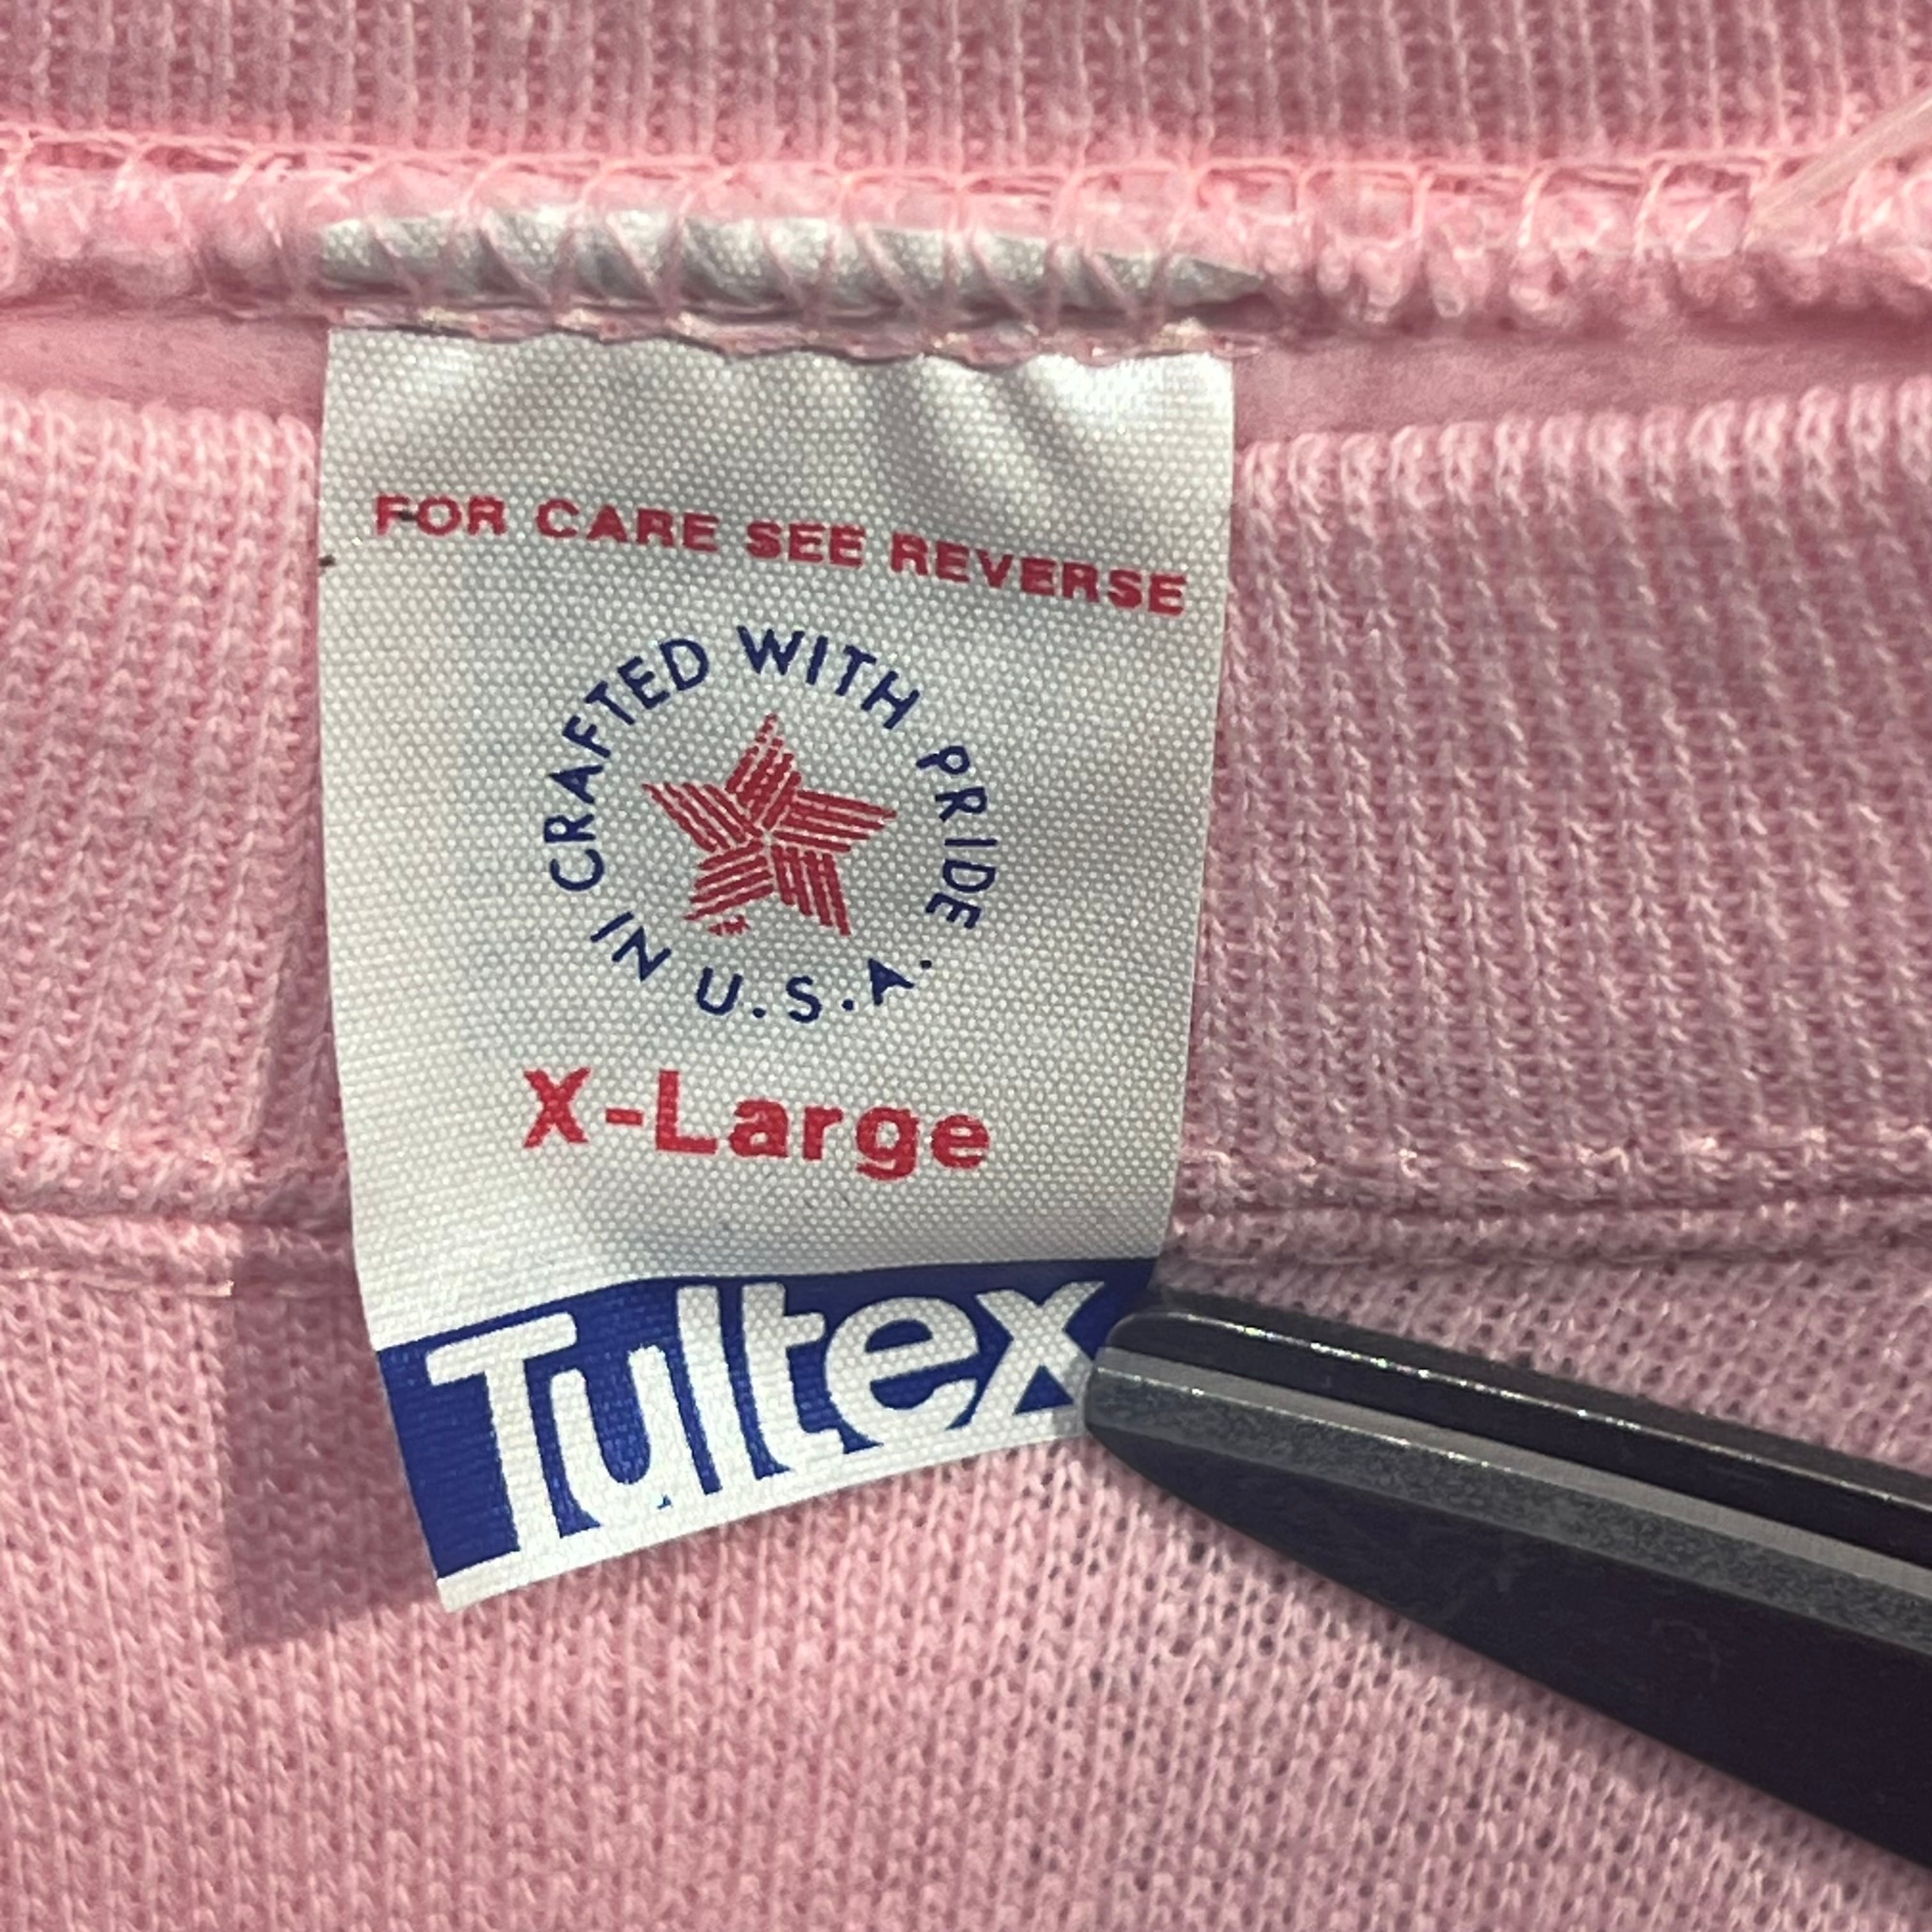 FOR CARE SEE REVERSE
CRAFTED WITH PRIDE
IN U.S.A.
X-Large
Tultex